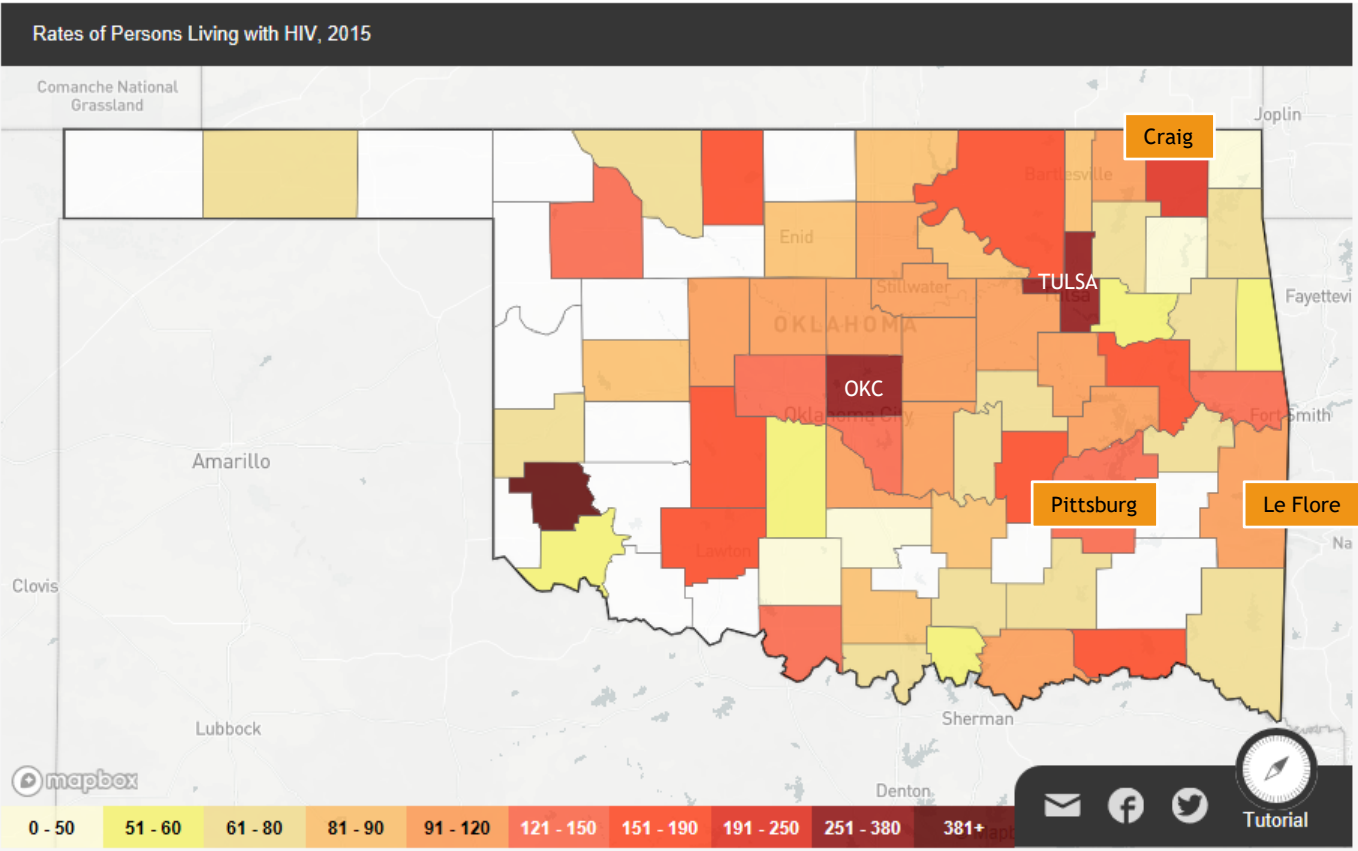 Rates of Persons Living with HIV, 2015
Comanche National
Grassland
Joplin
Craig
Bartlesville
Enid
TULSA
Tulsa
Stillwater
Fayettevi
OKLAHOMA
OKC
Oklahoma City
Fort Smith
Amarillo
Pittsburg
Le Flore
Lawton
Na
Clovis
Sherman
Lubbock
mapbox
Denton
Tutorial
0 - 50
51 - 60
61 - 80
81 - 90
91 - 120
121 - 150
151 - 190
191 - 250
251 - 380
381+